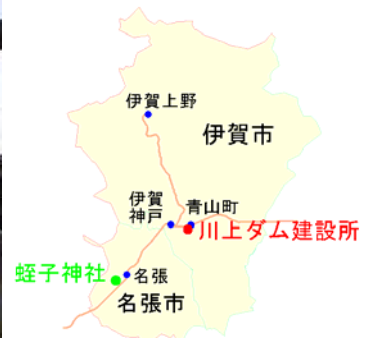 伊賀上野
伊賀市
伊賀
神戸
青山町
川上ダム建設所
蛭子神社
名張
名張市